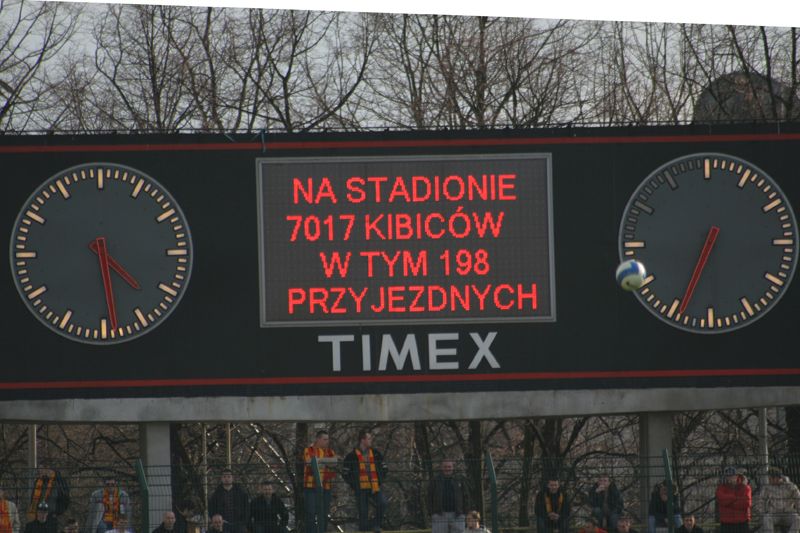 NA STADIONIE
7017 KIBICÓW
W TYM 198
PRZYJEZDNYCH
TIMEX